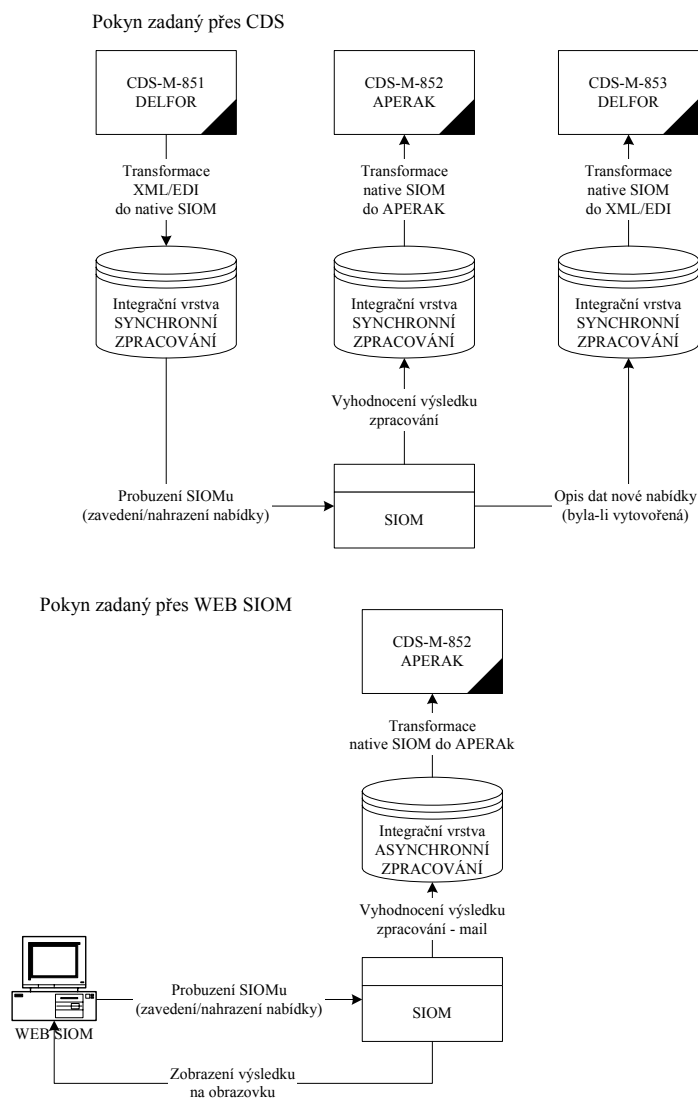 Pokyn zadaný přes CDS
CDS-M-851
DELFOR
CDS-M-852
APERAK
CDS-M-853
DELFOR
Transformace
XML/EDI
do native SIOM
Transformace
native SIOM
do APERAK
Transformace
native SIOM
do XML/EDI
Integrační vrstva
SYNCHRONNÍ
ZPRACOVÁNÍ
Integrační vrstva
SYNCHRONNÍ
ZPRACOVÁNÍ
Integrační vrstva
SYNCHRONNÍ
ZPRACOVÁNÍ
Vyhodnocení výsledku
zpracování
Probuzení SIOMu
(zavedení/nahrazení nabídky)
SIOM
Opis dat nové nabídky
(byla-li vytovořená)
Pokyn zadaný přes WEB SIOM
CDS-M-852
APERAK
Transformace
native SIOM do APERAk
Integrační vrstva
ASYNCHRONNÍ
ZPRACOVÁNÍ
Vyhodnocení výsledku
zpracování - mail
Probuzení SIOMu
(zavedení/nahrazení nabídky)
SIOM
WEB SIOM
Zobrazení výsledku
na obrazovku